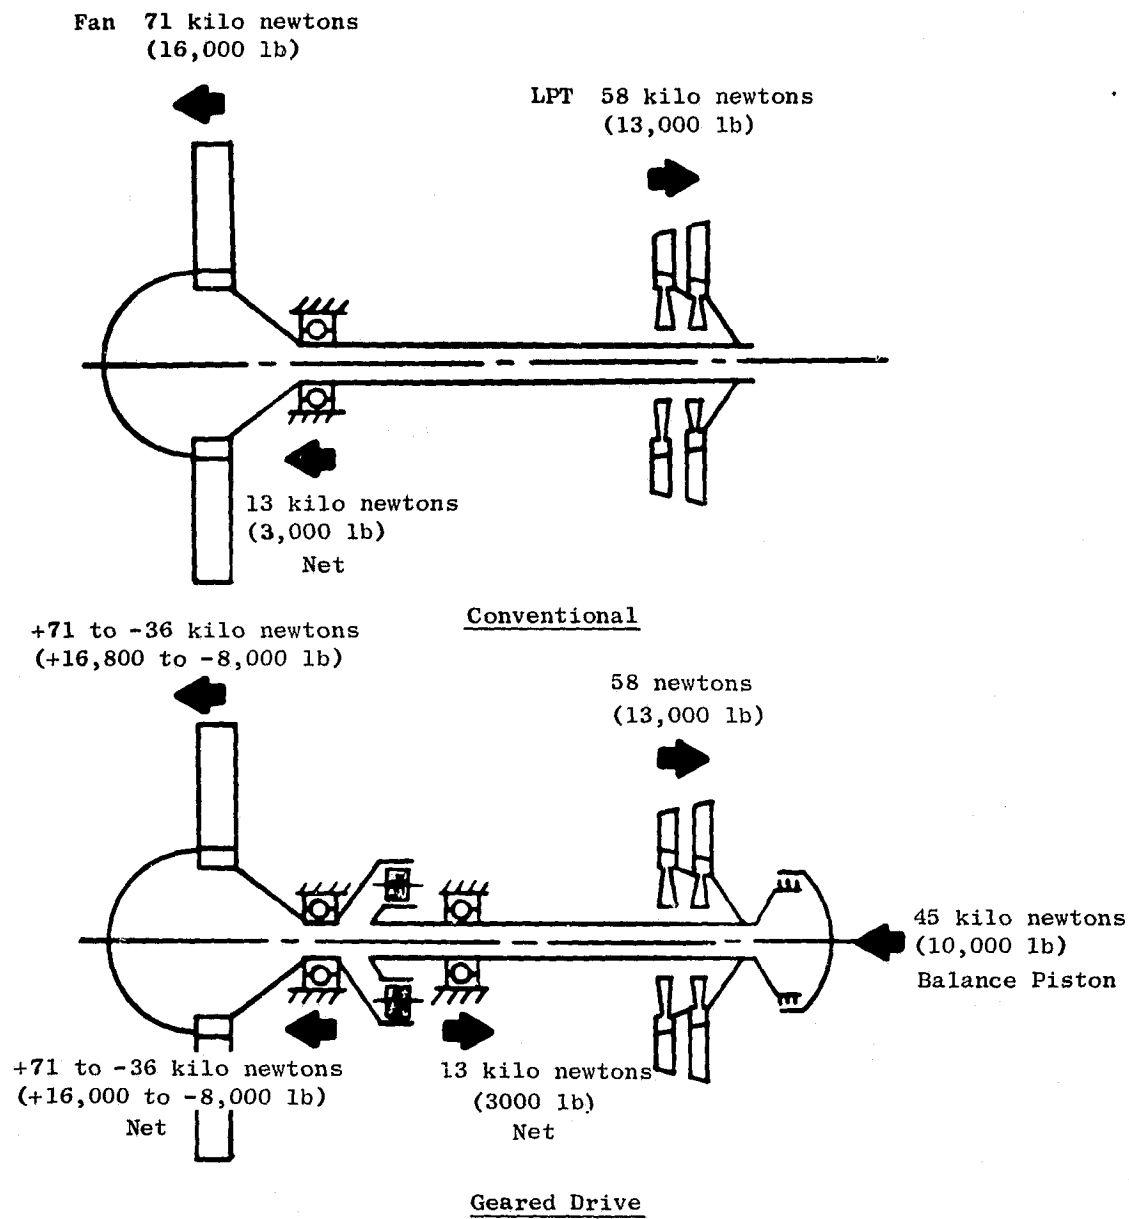 Fan 71 kilo newtons
(16,000 lb)
LPT 58 kilo newtons
(13,000 lb)
13 kilo newtons
(3,000 lb)
Net
Conventional
+71 to -36 kilo newtons
(+16,800 to -8,000 lb)
58 newtons
(13,000 lb)
45 kilo newtons
(10,000 lb)
Balance Piston
+71 to -36 kilo newtons
(+16,000 to -8,000 lb)
Net
13 kilo newtons
(3000 lb)
Net
Geared Drive